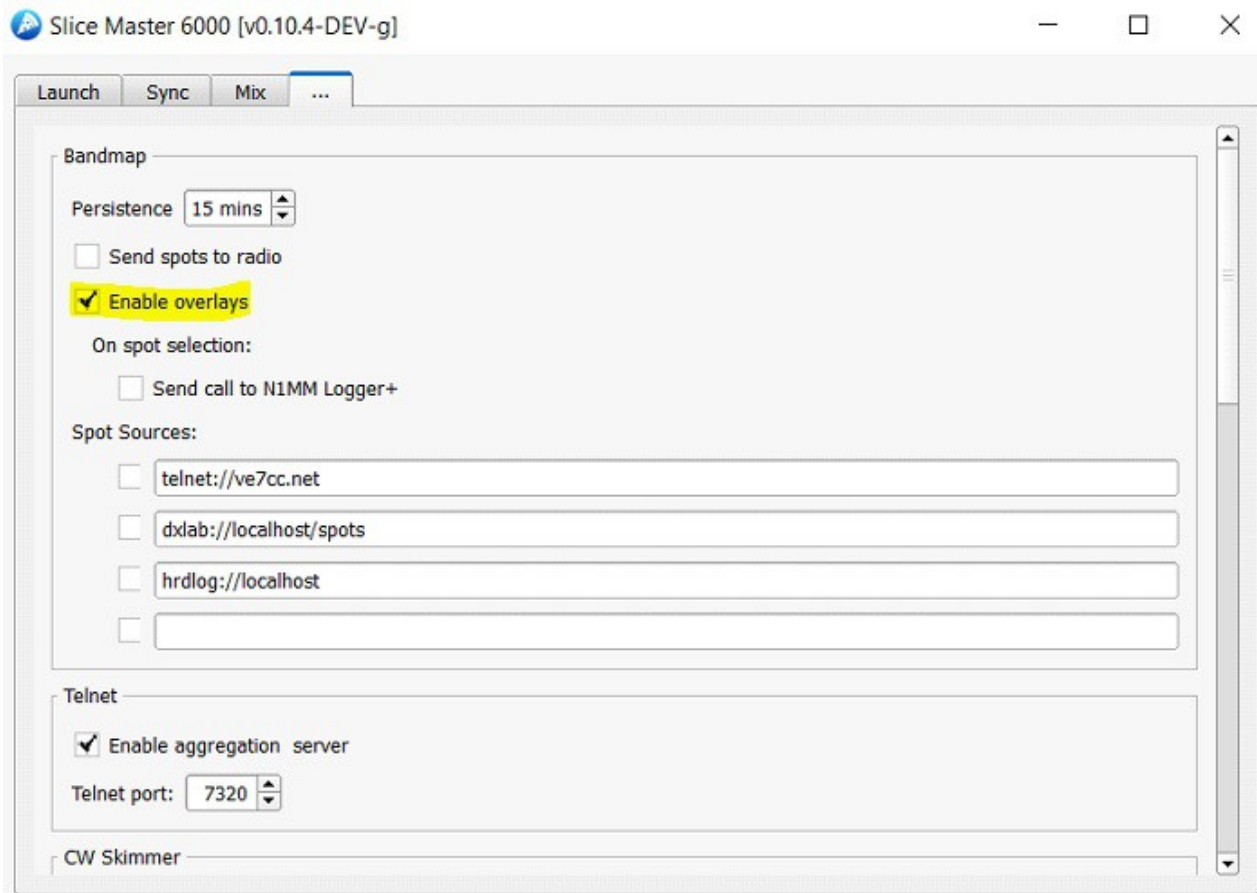 Slice Master 6000 [v0.10.4-DEV-g]
Launch Sync Mix ...
Bandmap
Persistence 15 mins
Send spots to radio
Enable overlays
On spot selection:
Send call to N1MM Logger+
Spot Sources:
telnet://ve7cc.net
dxlab://localhost/spots
hrdlog://localhost
Telnet
Enable aggregation server
Telnet port: 7320
CW Skimmer